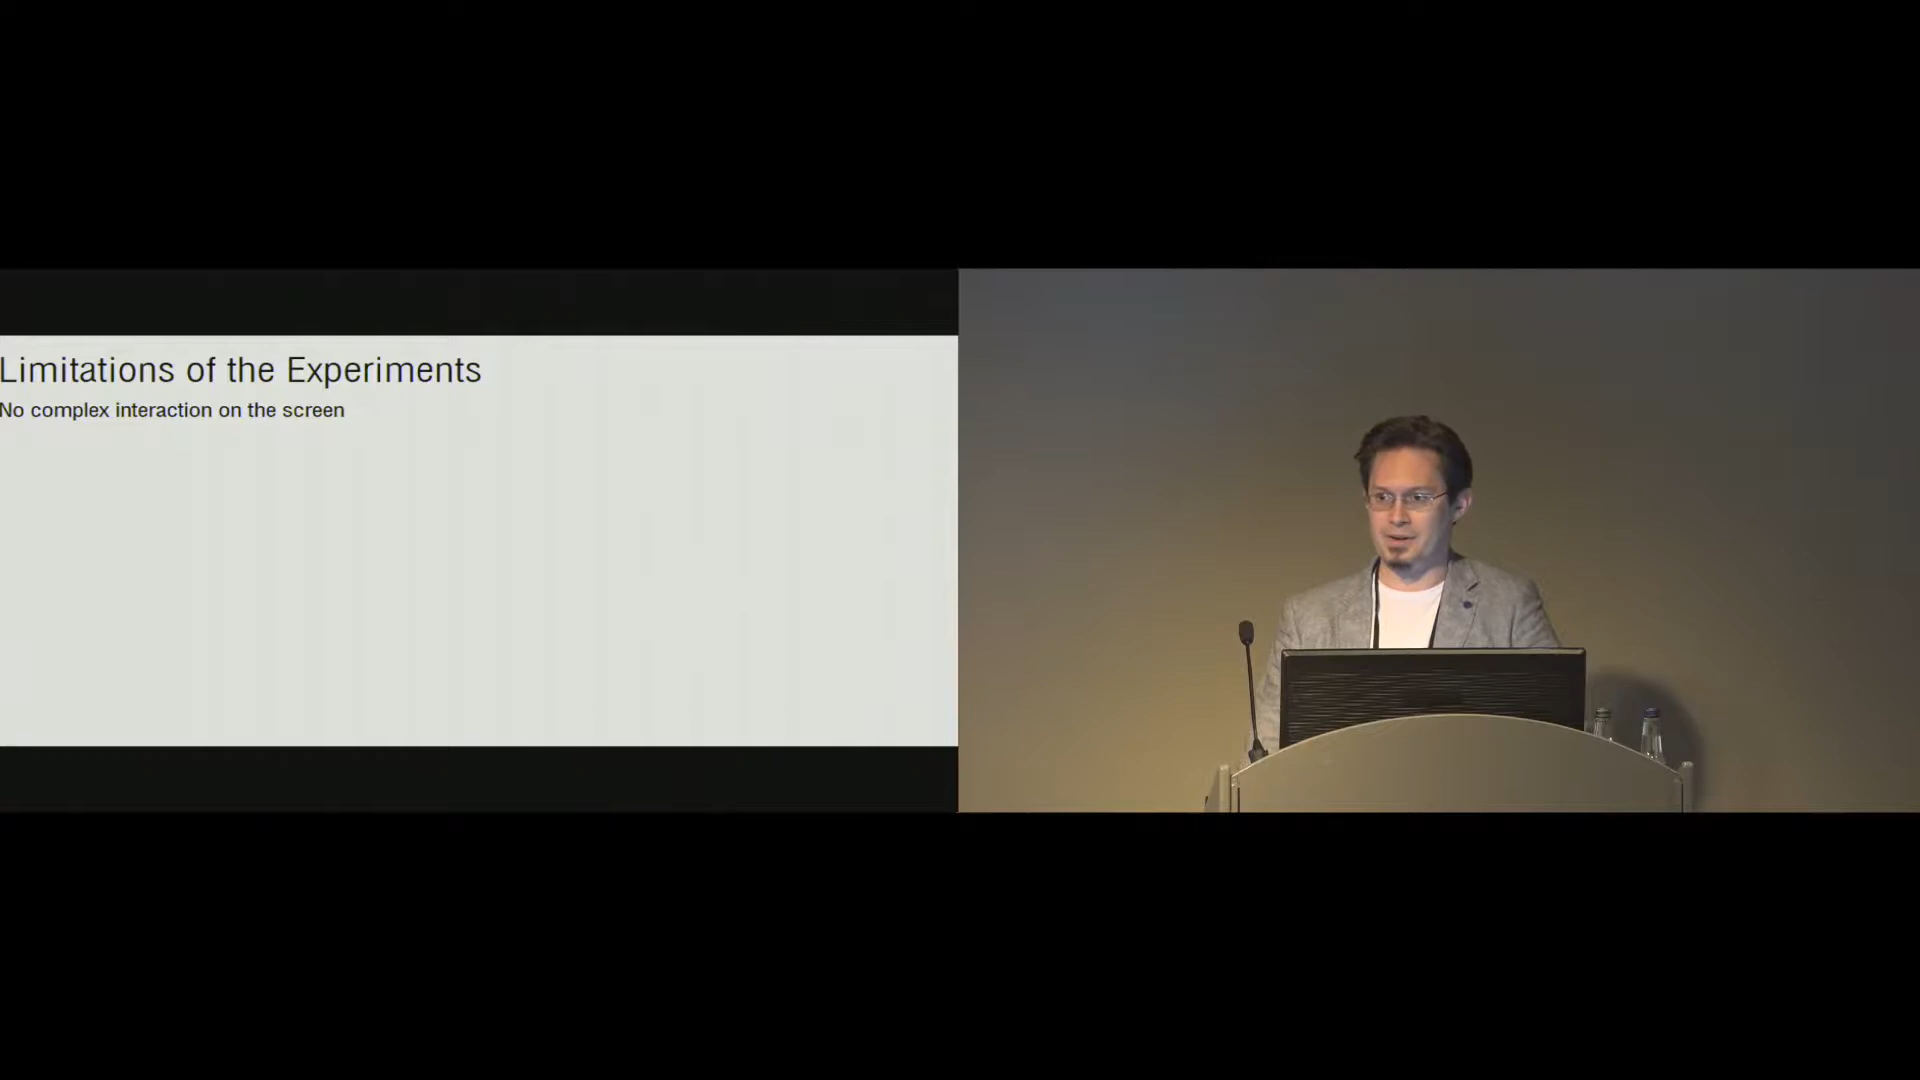 Limitations of the Experiments
No complex interaction on the screen